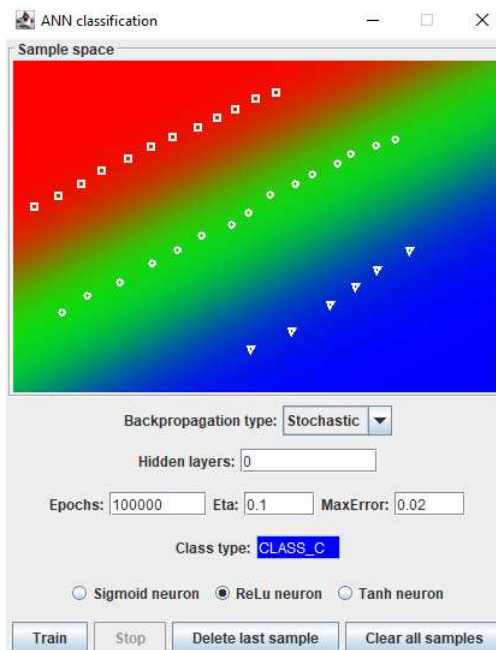 ANN classification
Sample space
Backpropagation type: Stochastic
Hidden layers: 0
Epochs: 100000 Eta: 0.1 MaxError: 0.02
Class type: CLASS_C
Sigmoid neuron ReLu neuron Tanh neuron
Train Stop Delete last sample Clear all samples